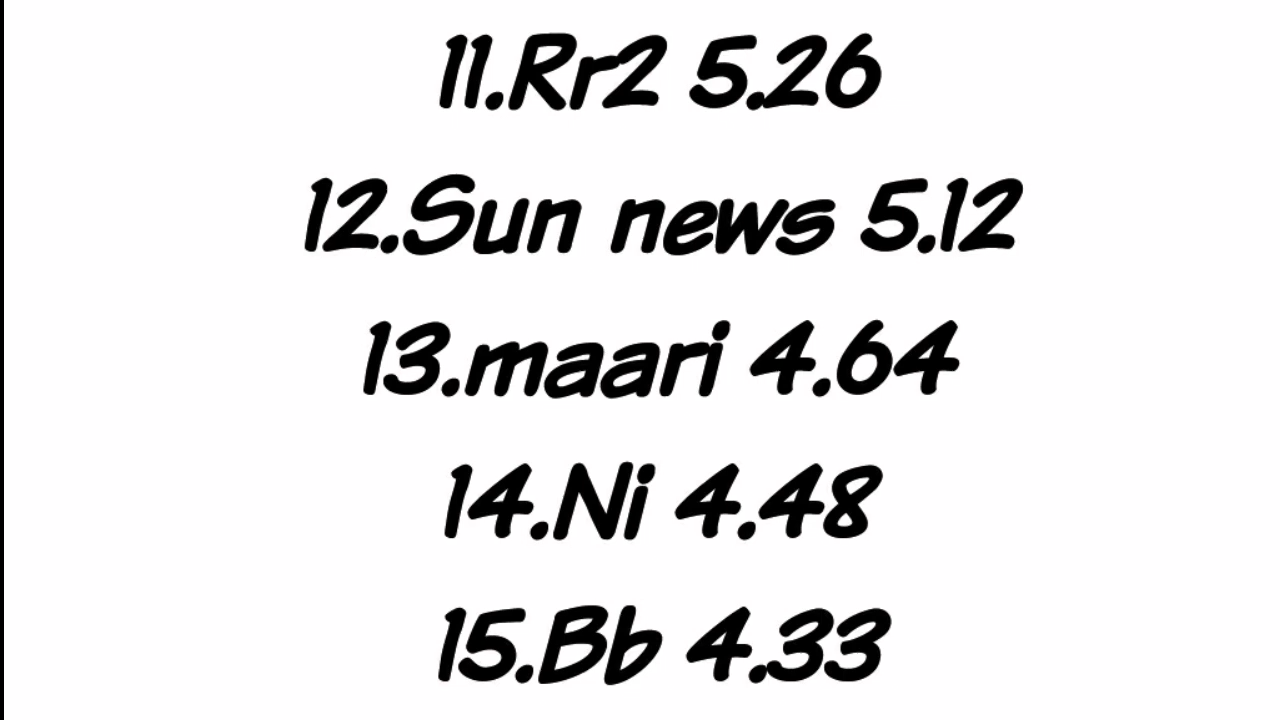 11.Rr2 5.26
12.Sun news 5.12
13.maari 4.64
14.Ni 4.48
15.Bb 4.33